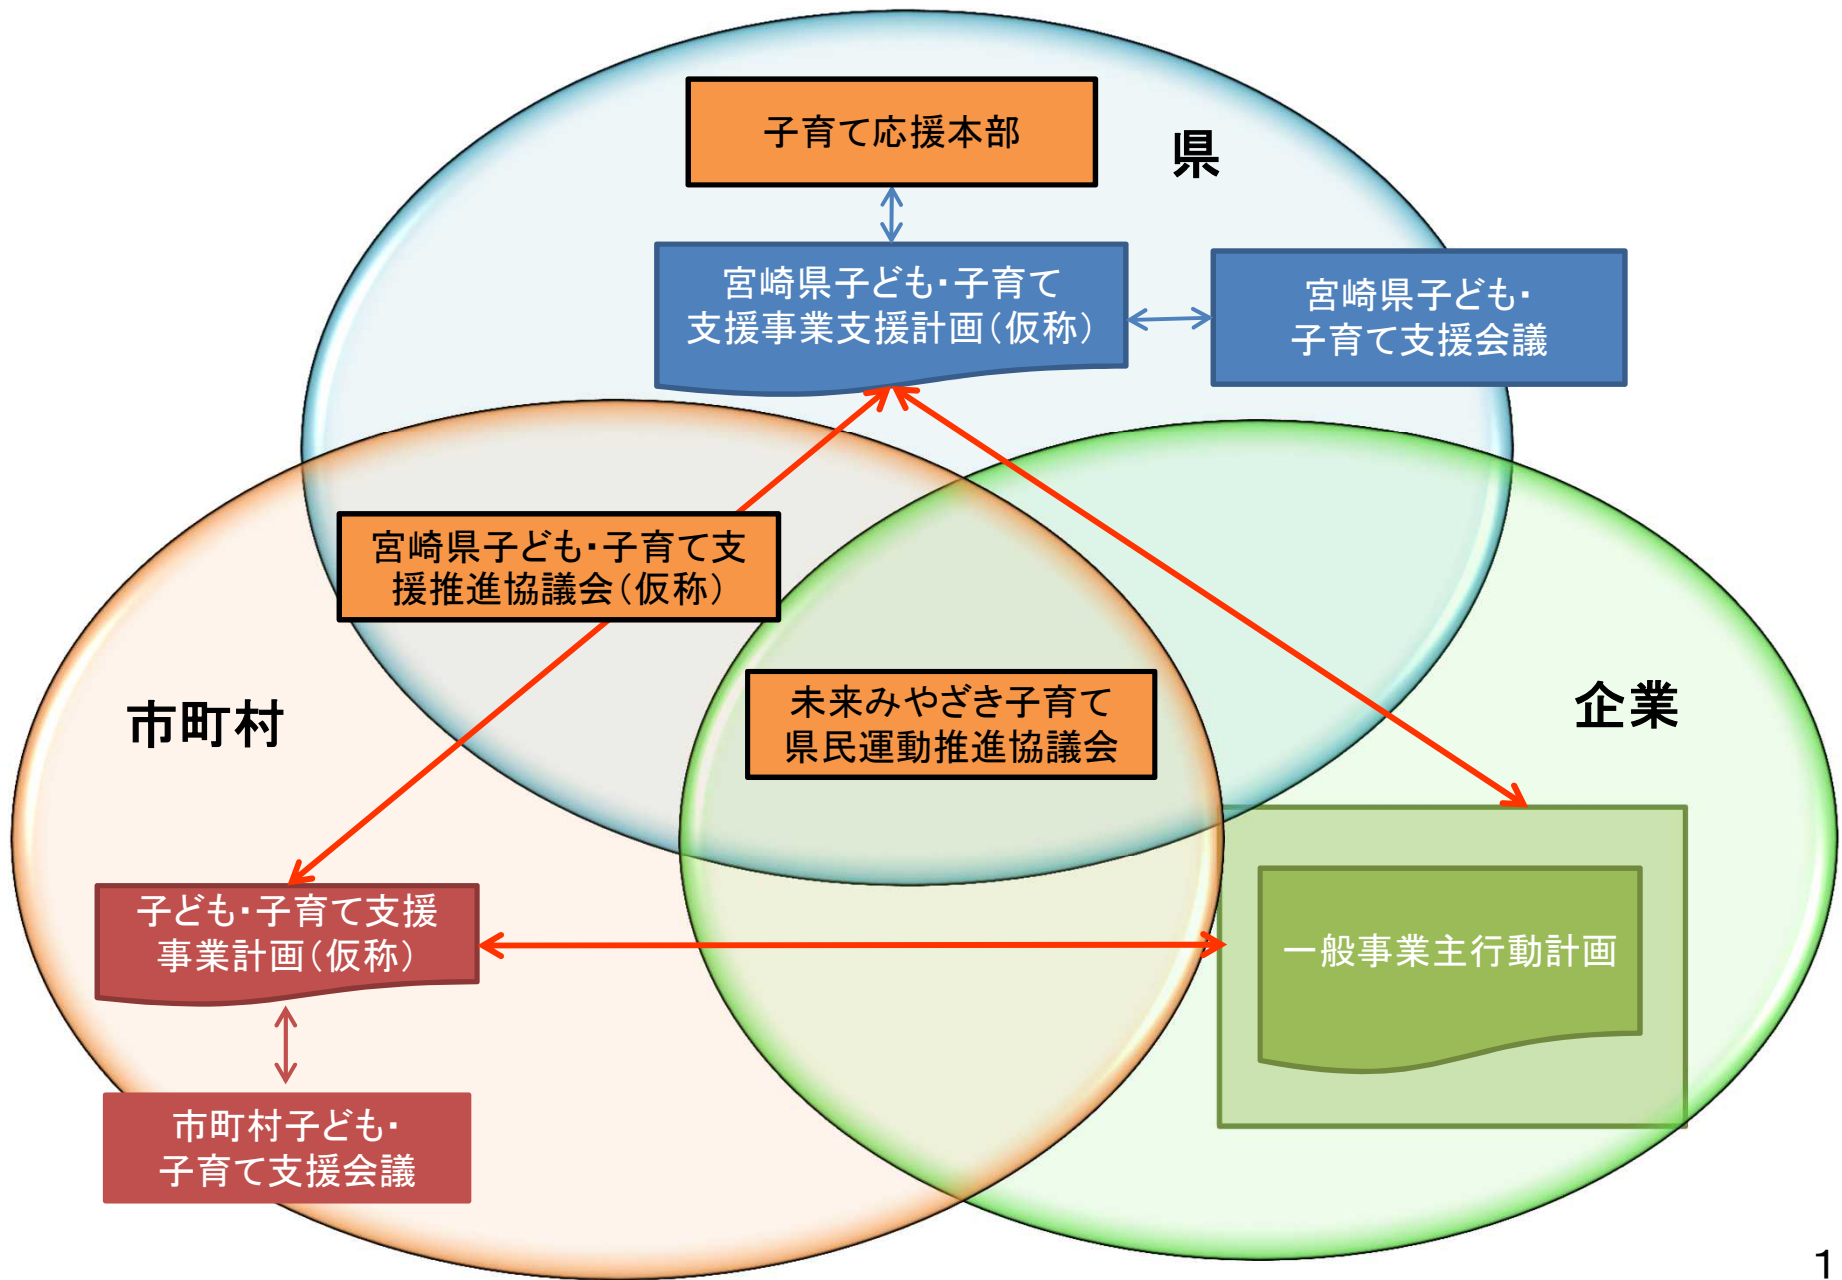 子育て応援本部
県
宮崎県子ども・子育て
支援事業支援計画(仮称)
宮崎県子ども・
子育て支援会議
宮崎県子ども・子育て支
援推進協議会(仮称)
未来みやざき子育て
県民運動推進協議会
市町村
企業
子ども・子育て支援
事業計画(仮称)
一般事業主行動計画
市町村子ども・
子育て支援会議
1